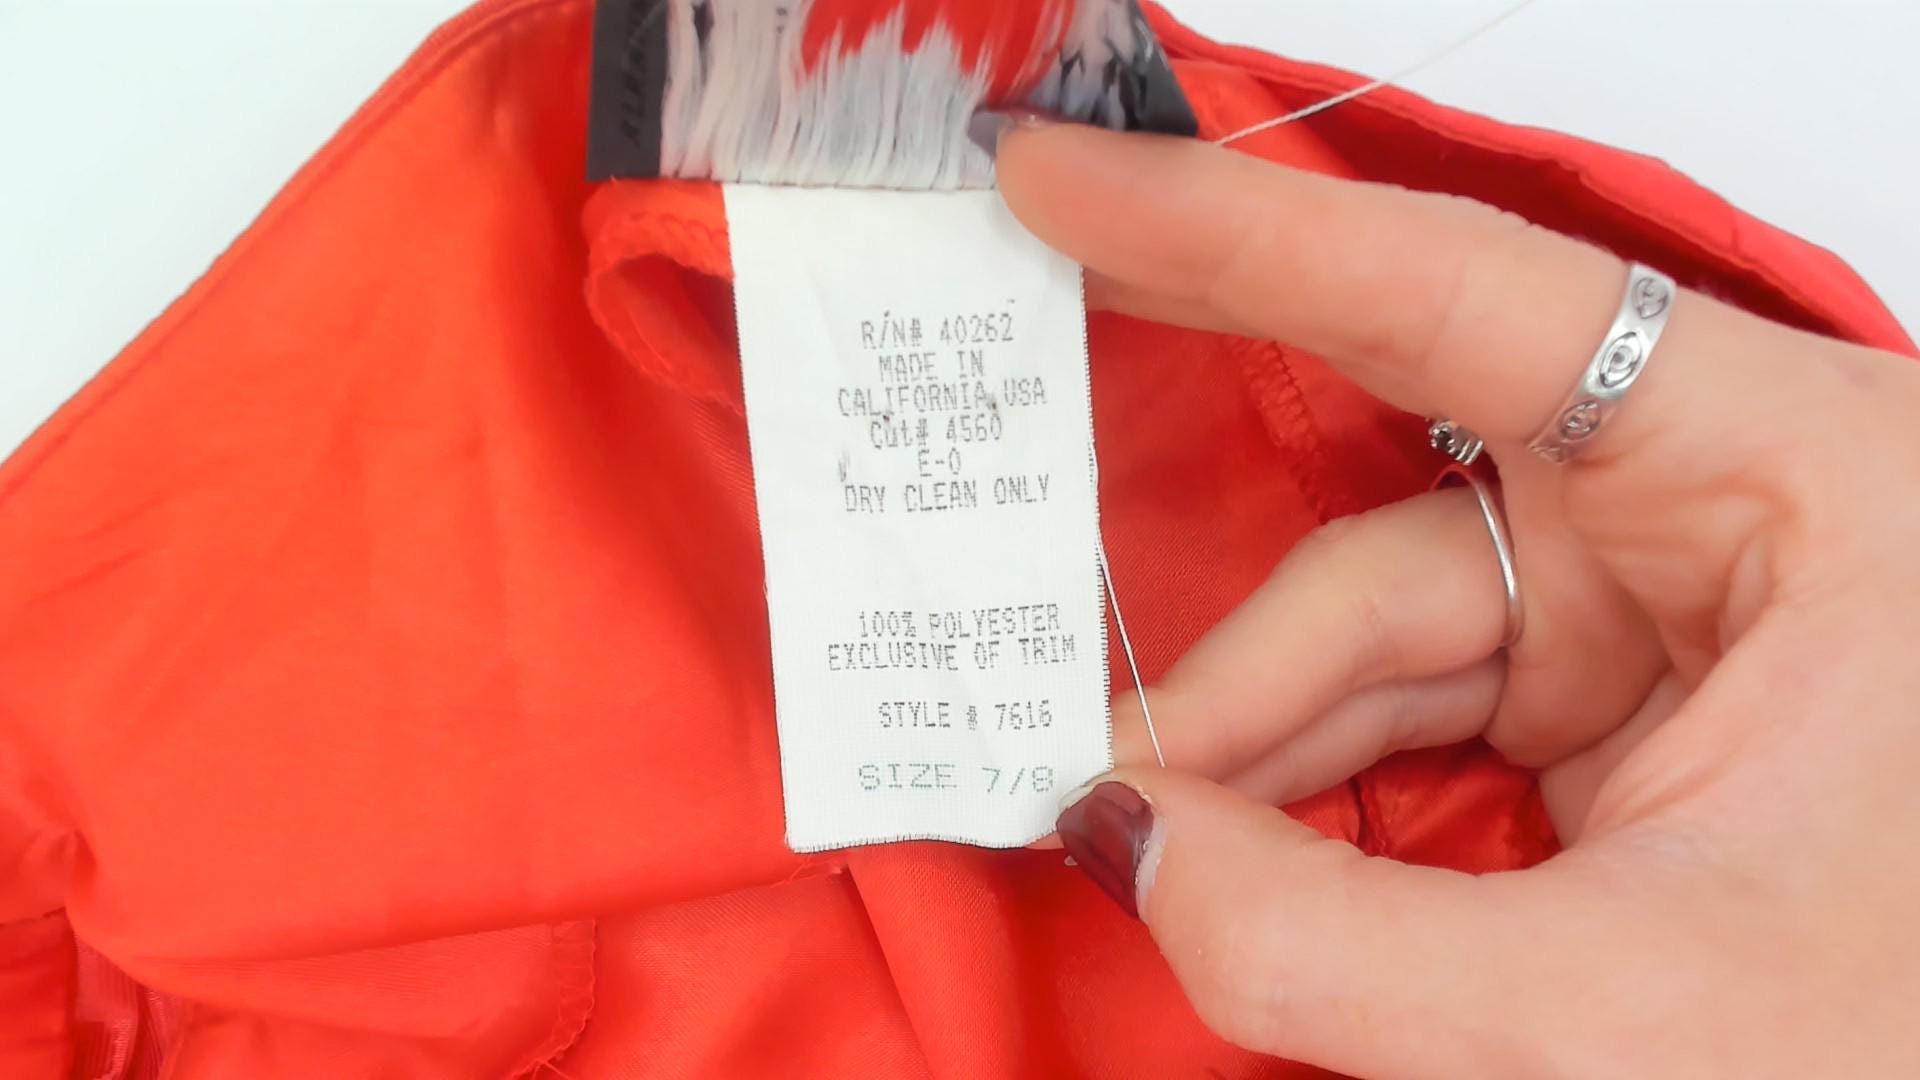 R/N# 40262
MADE IN
CALIFORNIA, USA
Cut# 4560
E-0
DRY CLEAN ONLY
100% POLYESTER
EXCLUSIVE OF TRIM
STYLE # 7616
SIZE 7/8